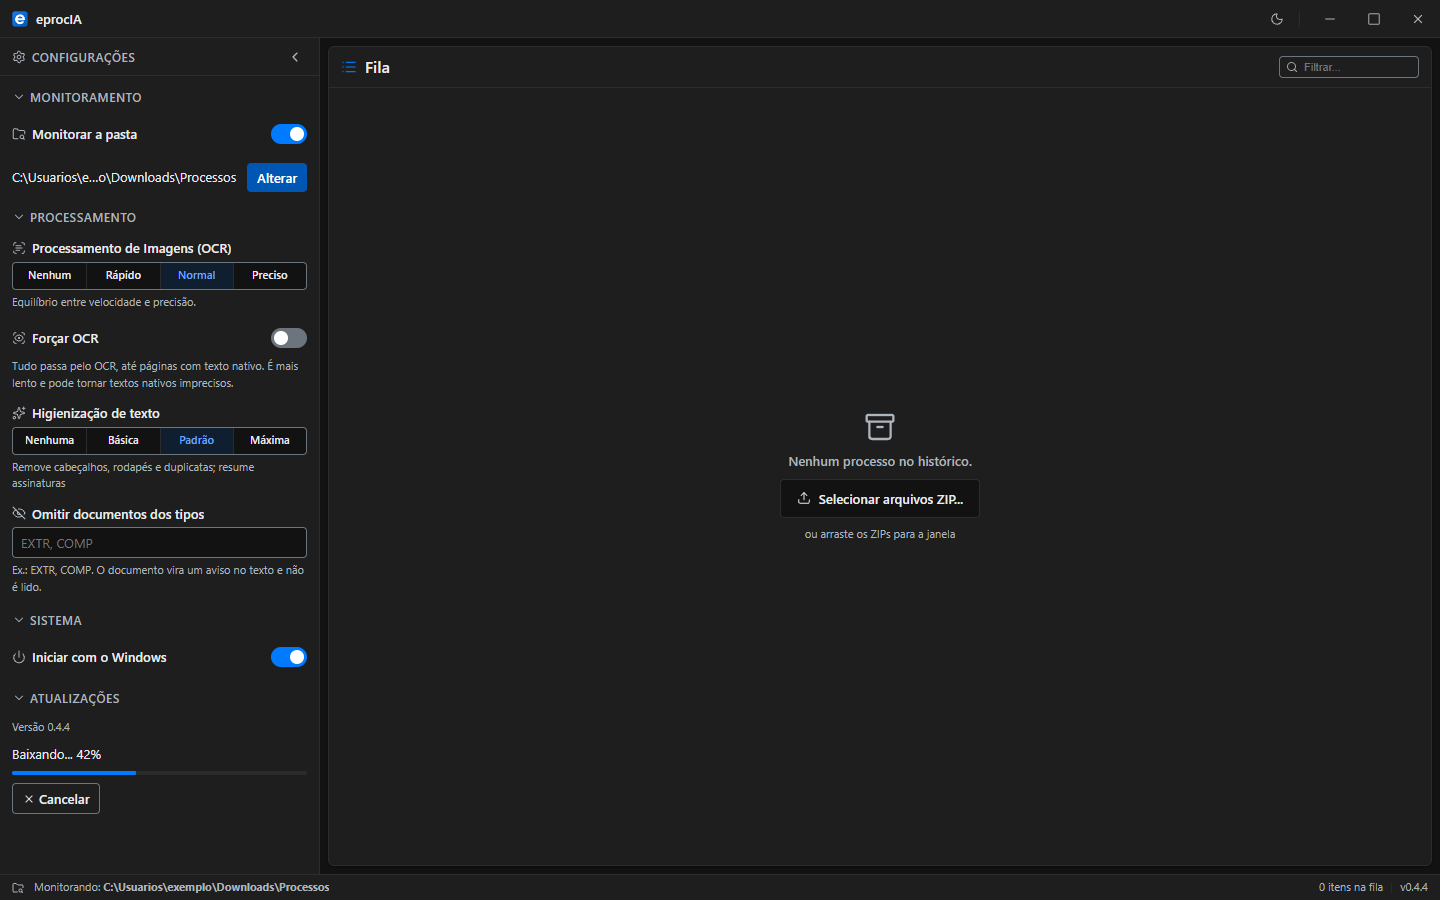 eprocIA
CONFIGURAÇÕES
MONITORAMENTO
Monitorar a pasta
C:\Usuarios\e...o\Downloads\Processos
Alterar
PROCESSAMENTO
Processamento de Imagens (OCR)
Nenhum Rápido Normal Preciso
Equilíbrio entre velocidade e precisão.
Forçar OCR
Tudo passa pelo OCR, até páginas com texto nativo. É mais
lento e pode tornar textos nativos imprecisos.
Higienização de texto
Nenhuma Básica Padrão Máxima
Remove cabeçalhos, rodapés e duplicatas; resume
assinaturas
Omitir documentos dos tipos
EXTR, COMP
Ex.: EXTR, COMP. O documento vira um aviso no texto e não
é lido.
SISTEMA
Iniciar com o Windows
ATUALIZAÇÕES
Versão 0.4.4
Baixando... 42%
Cancelar
Fila
Filtrar...
Nenhum processo no histórico.
Selecionar arquivos ZIP...
ou arraste os ZIPs para a janela
Monitorando: C:\Usuarios\exemplo\Downloads\Processos
0 itens na fila
v0.4.4